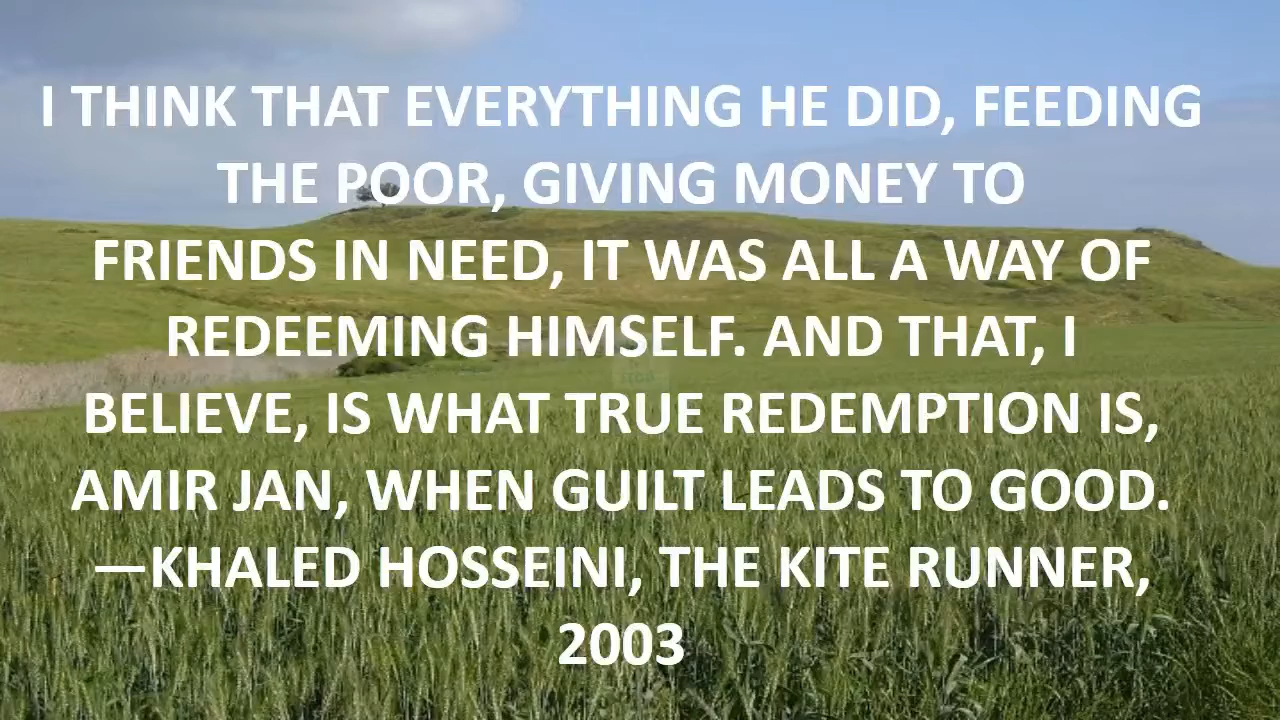 I THINK THAT EVERYTHING HE DID, FEEDING
THE POOR, GIVING MONEY TO
FRIENDS IN NEED, IT WAS ALL A WAY OF
REDEEMING HIMSELF. AND THAT, I
BELIEVE, IS WHAT TRUE REDEMPTION IS,
AMIR JAN, WHEN GUILT LEADS TO GOOD.
—KHALED HOSSEINI, THE KITE RUNNER,
2003